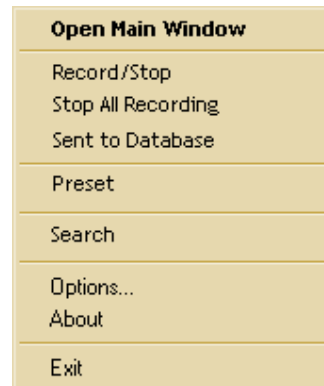 Open Main Window
Record/Stop
Stop All Recording
Sent to Database
Preset
Search
Options...
About
Exit